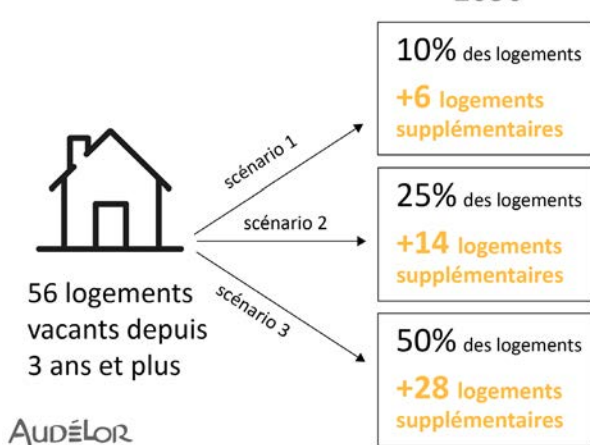 10% des logements
+6 logements
supplémentaires
scénario 1
25% des logements
+14 logements
supplémentaires
scénario 2
56 logements
vacants depuis
3 ans et plus
scénario 3
50% des logements
+28 logements
supplémentaires
AUDÉLOR